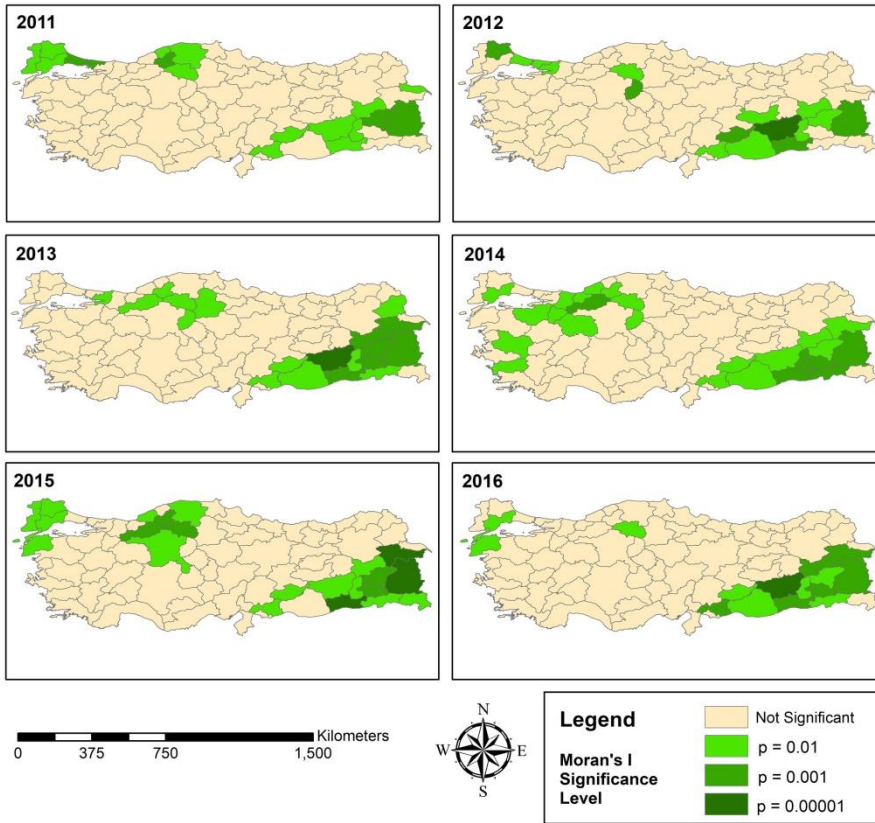 2011
2012
2013
2014
2015
2016
N
W E
S
Kilometers
0 375 750 1,500
Legend
Moran's I
Significance
Level
Not Significant
p = 0.01
p = 0.001
p = 0.00001